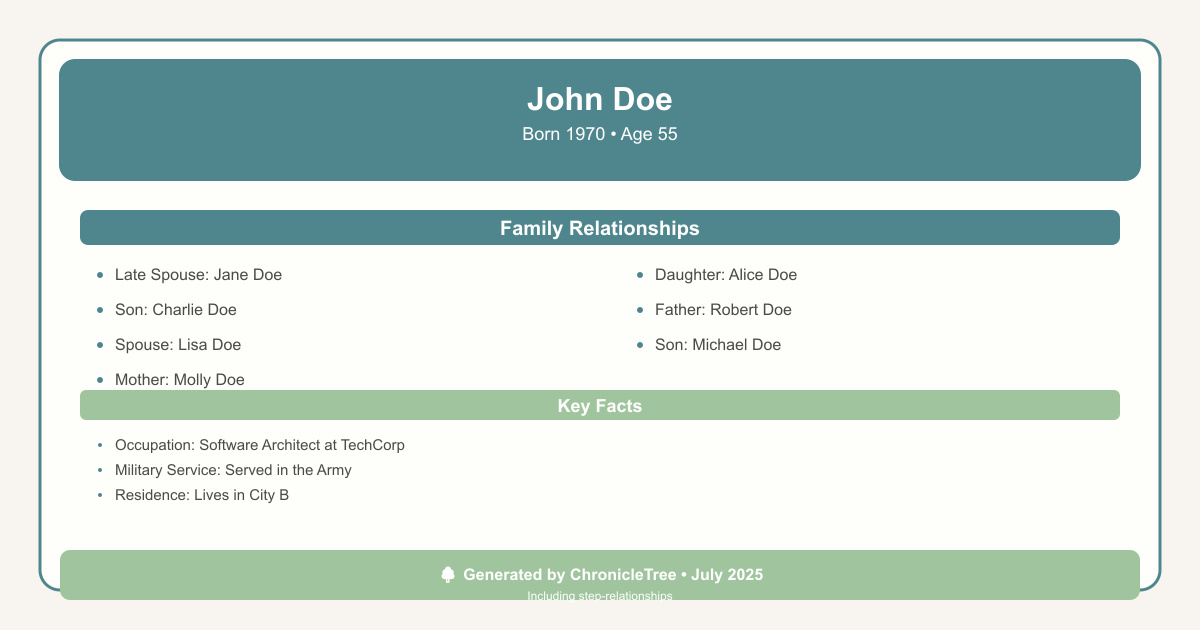 John Doe
Born 1970 • Age 55
Family Relationships
• Late Spouse: Jane Doe
• Daughter: Alice Doe
• Son: Charlie Doe
• Father: Robert Doe
• Spouse: Lisa Doe
• Son: Michael Doe
• Mother: Molly Doe
Key Facts
• Occupation: Software Architect at TechCorp
• Military Service: Served in the Army
• Residence: Lives in City B
Generated by ChronicleTree • July 2025
Including step-relationships